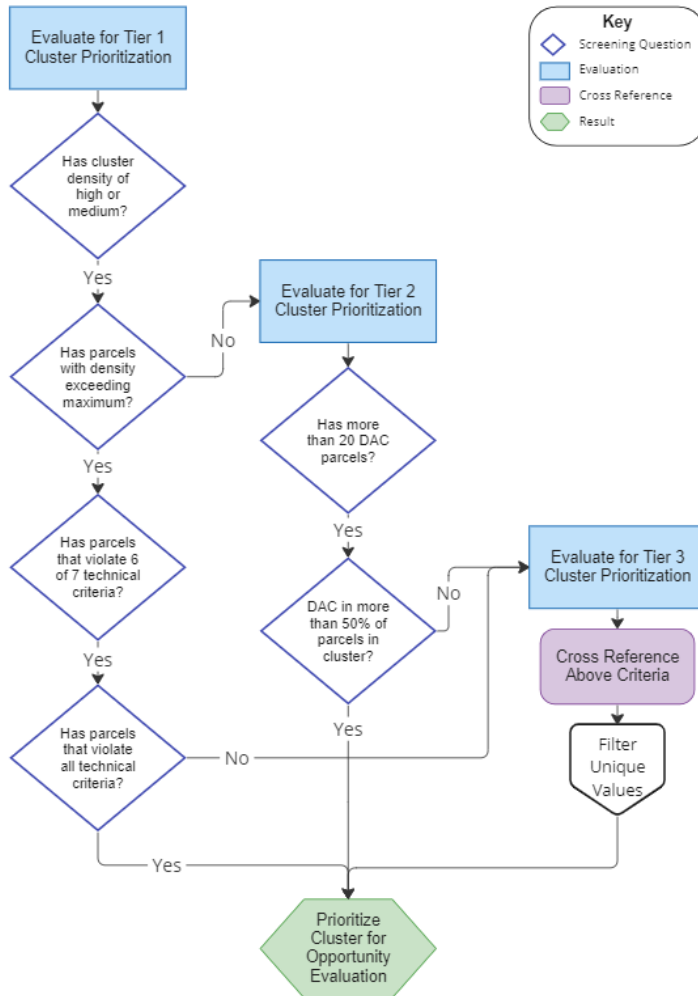 Evaluate for Tier 1
Cluster Prioritization
Key
Screening Question
Evaluation
Cross Reference
Result
Has cluster
density of
high or
medium?
Yes
Evaluate for Tier 2
Cluster Prioritization
No
Has parcels
with density
exceeding
maximum?
Yes
Has more
than 20 DAC
parcels?
Yes
Has parcels
that violate 6
of 7 technical
criteria?
Yes
DAC in more
than 50% of
parcels in
cluster?
No
Yes
Evaluate for Tier 3
Cluster Prioritization
Cross Reference
Above Criteria
Filter
Unique
Values
Has parcels
that violate
all technical
criteria?
No
Yes
Prioritize
Cluster for
Opportunity
Evaluation